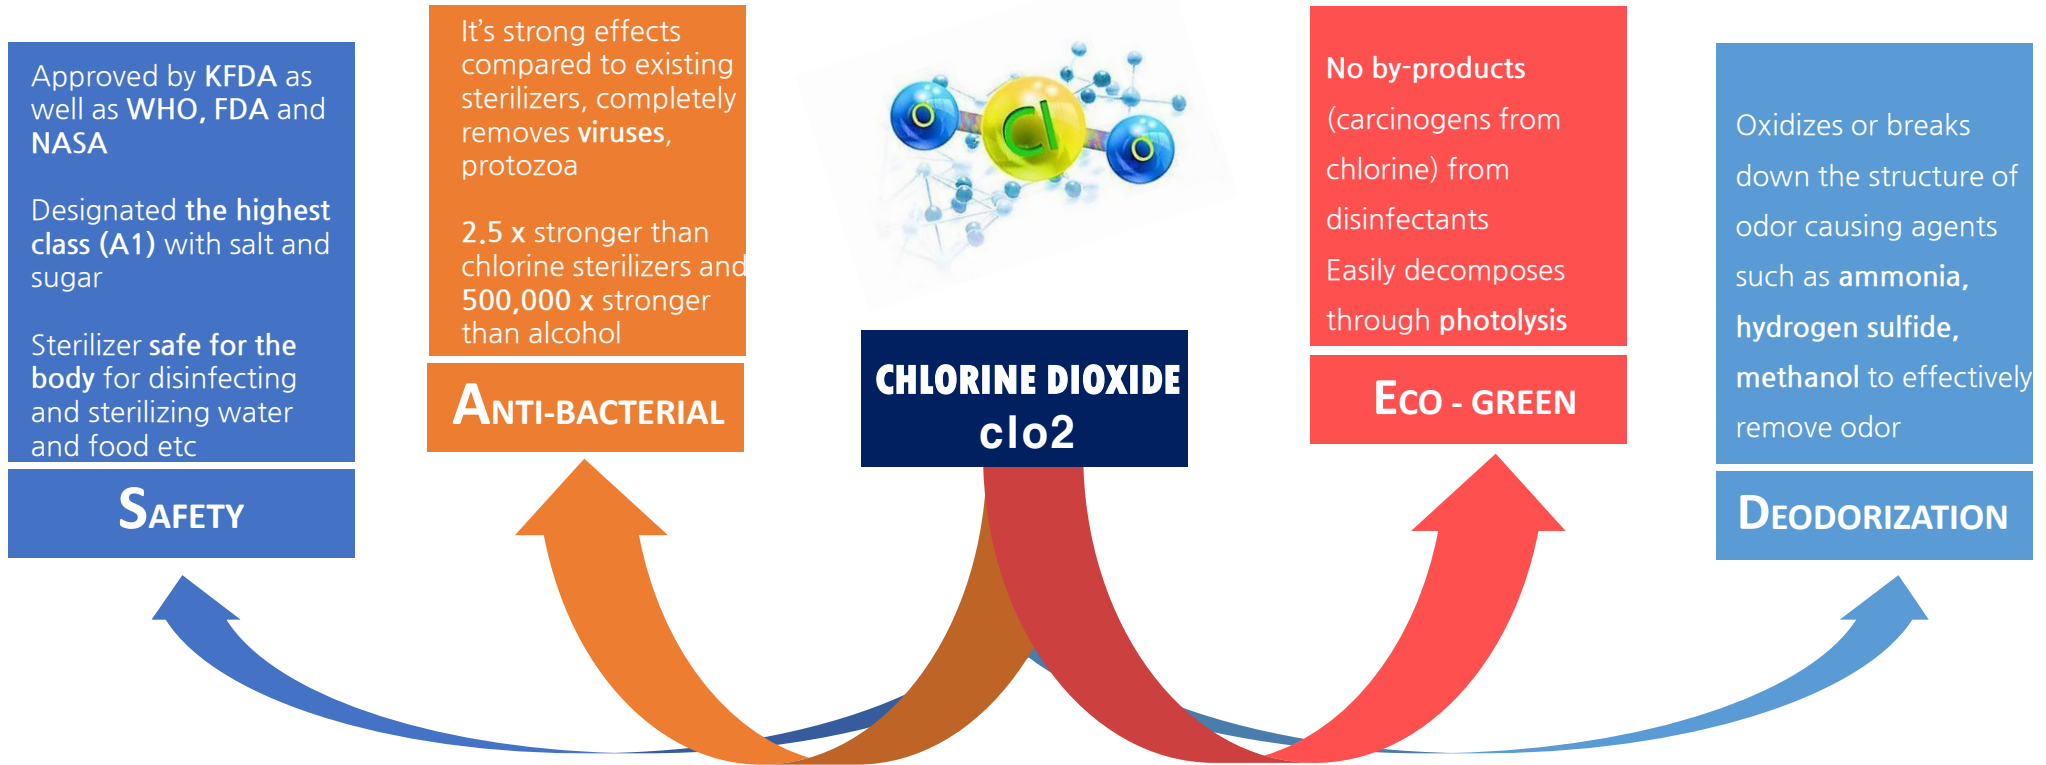 Approved by KFDA as
well as WHO, FDA and
NASA
Designated the highest
class (A1) with salt and
sugar
Sterilizer safe for the
body for disinfecting
and sterilizing water
and food etc
SAFETY
It's strong effects
compared to existing
sterilizers, completely
removes viruses,
protozoa
2.5 x stronger than
chlorine sterilizers and
500,000 x stronger
than alcohol
ANTI-BACTERIAL
O
Cl
O
CHLORINE DIOXIDE
clo2
No by-products
(carcinogens from
chlorine) from
disinfectants
Easily decomposes
through photolysis
ECO - GREEN
Oxidizes or breaks
down the structure of
odor causing agents
such as ammonia,
hydrogen sulfide,
methanol to effectively
remove odor
DEODORIZATION